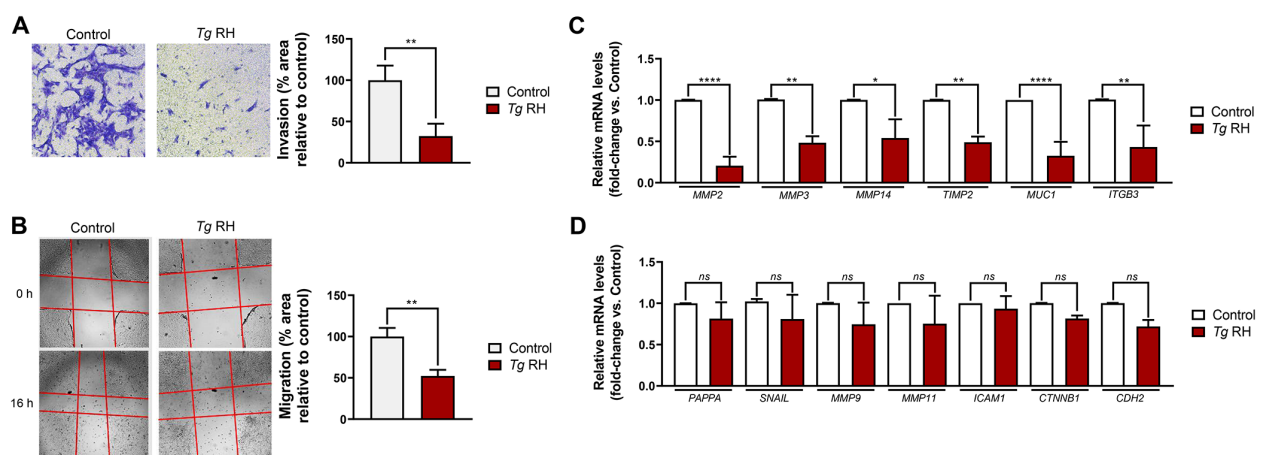 A
Control
Tg RH
Invasion (% area
relative to control)
150
100
50
0
**
Control
Tg RH
B
Control
Tg RH
0 h
16 h
Migration (% area
relative to control)
150
100
50
0
**
Control
Tg RH
C
Relative mRNA levels
(fold-change vs. Control)
1.5
1.0
0.5
0.0
**** ** * ** **** **
MMP2 MMP3 MMP14 TIMP2 MUC1 ITGB3
Control
Tg RH
D
Relative mRNA levels
(fold-change vs. Control)
1.5
1.0
0.5
0.0
ns ns ns ns ns ns ns
PAPPA SNAIL MMP9 MMP11 ICAM1 CTNNB1 CDH2
Control
Tg RH